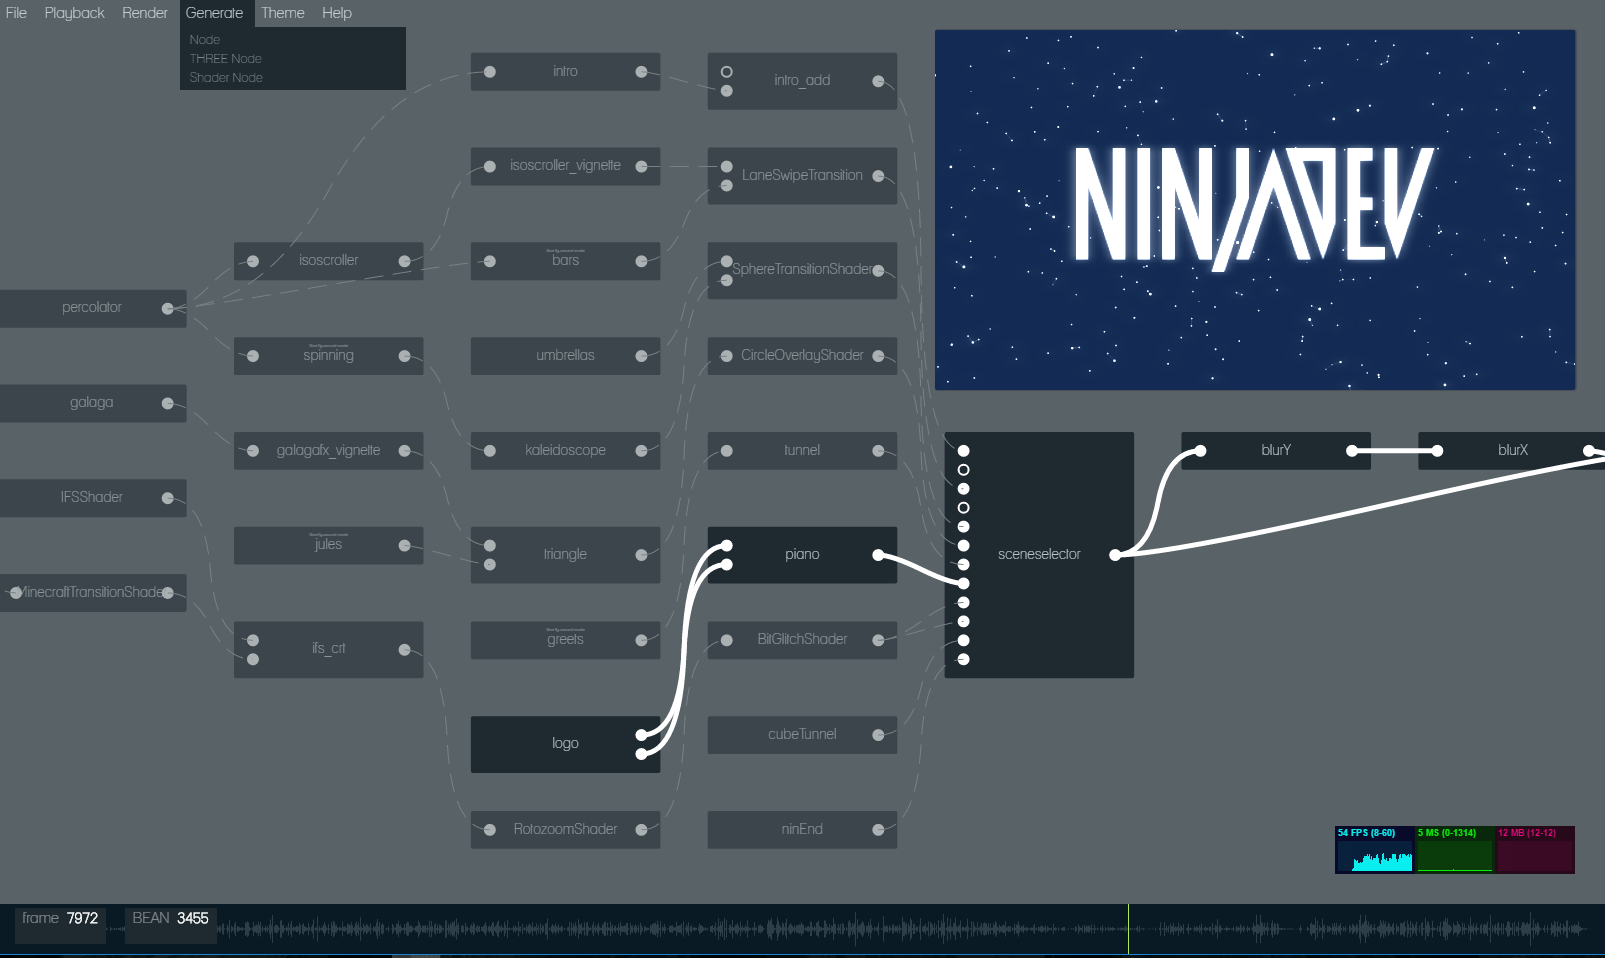 File Playback Render Generate Theme Help
Node
THREE Node
Shader Node
intro
intro_add
isoscroller_vignette
LaneSwipeTransition
isoscroller
bars
SphereTransitionShader
percolator
spinning
umbrellas
CircleOverlayShader
galaga
galagafx_vignette
kaleidoscope
tunnel
blurY
blurX
IFSShader
jules
triangle
piano
sceneselector
MinecraftTransitionShader
ifs_crt
greets
BitGlitchShader
logo
cubeTunnel
RotozoomShader
ninEnd
NINJADEV
54 FPS (8-60)
5 MS (0-1314)
12 MB (12-12)
frame 7972
BEAN 3455